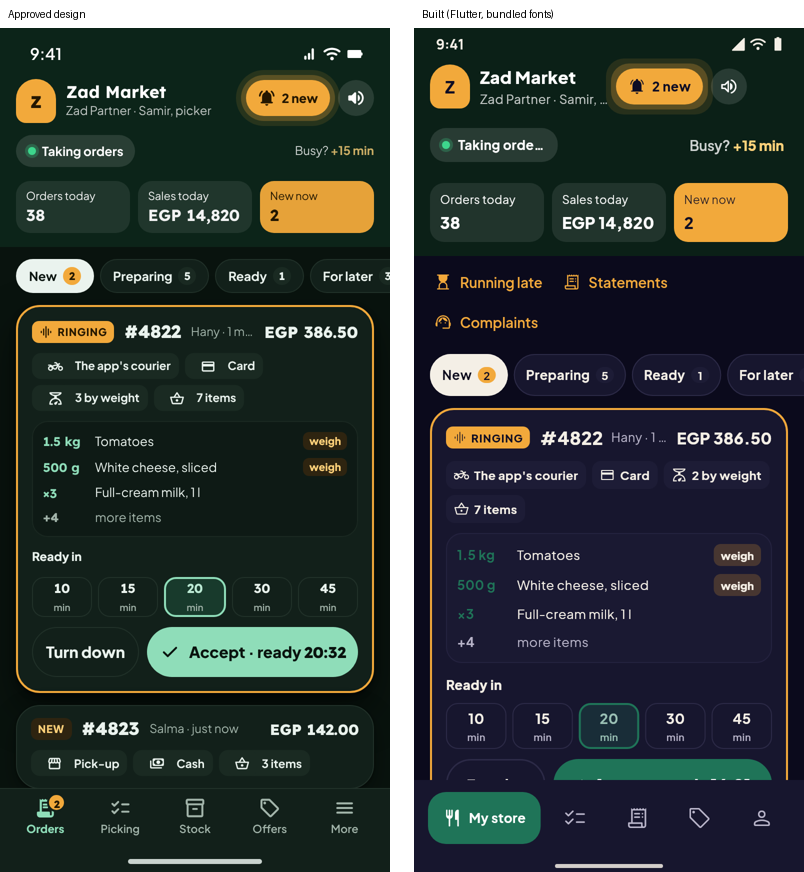 Approved design
9:41
Z
Zad Market
Zad Partner · Samir, picker
2 new
Taking orders
Busy? +15 min
Orders today
38
Sales today
EGP 14,820
New now
2
New 2
Preparing 5
Ready 1
For later 3
RINGING #4822 Hany · 1 m... EGP 386.50
The app's courier
Card
3 by weight
7 items
1.5 kg Tomatoes weigh
500 g White cheese, sliced weigh
×3 Full-cream milk, 1 l
+4 more items
Ready in
10 min
15 min
20 min
30 min
45 min
Turn down
Accept · ready 20:32
NEW #4823 Salma · just now EGP 142.00
Pick-up
Cash
3 items
2
Orders
Picking
Stock
Offers
More
Built (Flutter, bundled fonts)
9:41
Z
Zad Market
Zad Partner · Samir, ...
2 new
Taking orde...
Busy? +15 min
Orders today
38
Sales today
EGP 14,820
New now
2
Running late
Statements
Complaints
New 2
Preparing 5
Ready 1
For later
RINGING #4822 Hany · 1 ... EGP 386.50
The app's courier
Card
2 by weight
7 items
1.5 kg Tomatoes weigh
500 g White cheese, sliced weigh
×3 Full-cream milk, 1 l
+4 more items
Ready in
10 min
15 min
20 min
30 min
45 min
My store